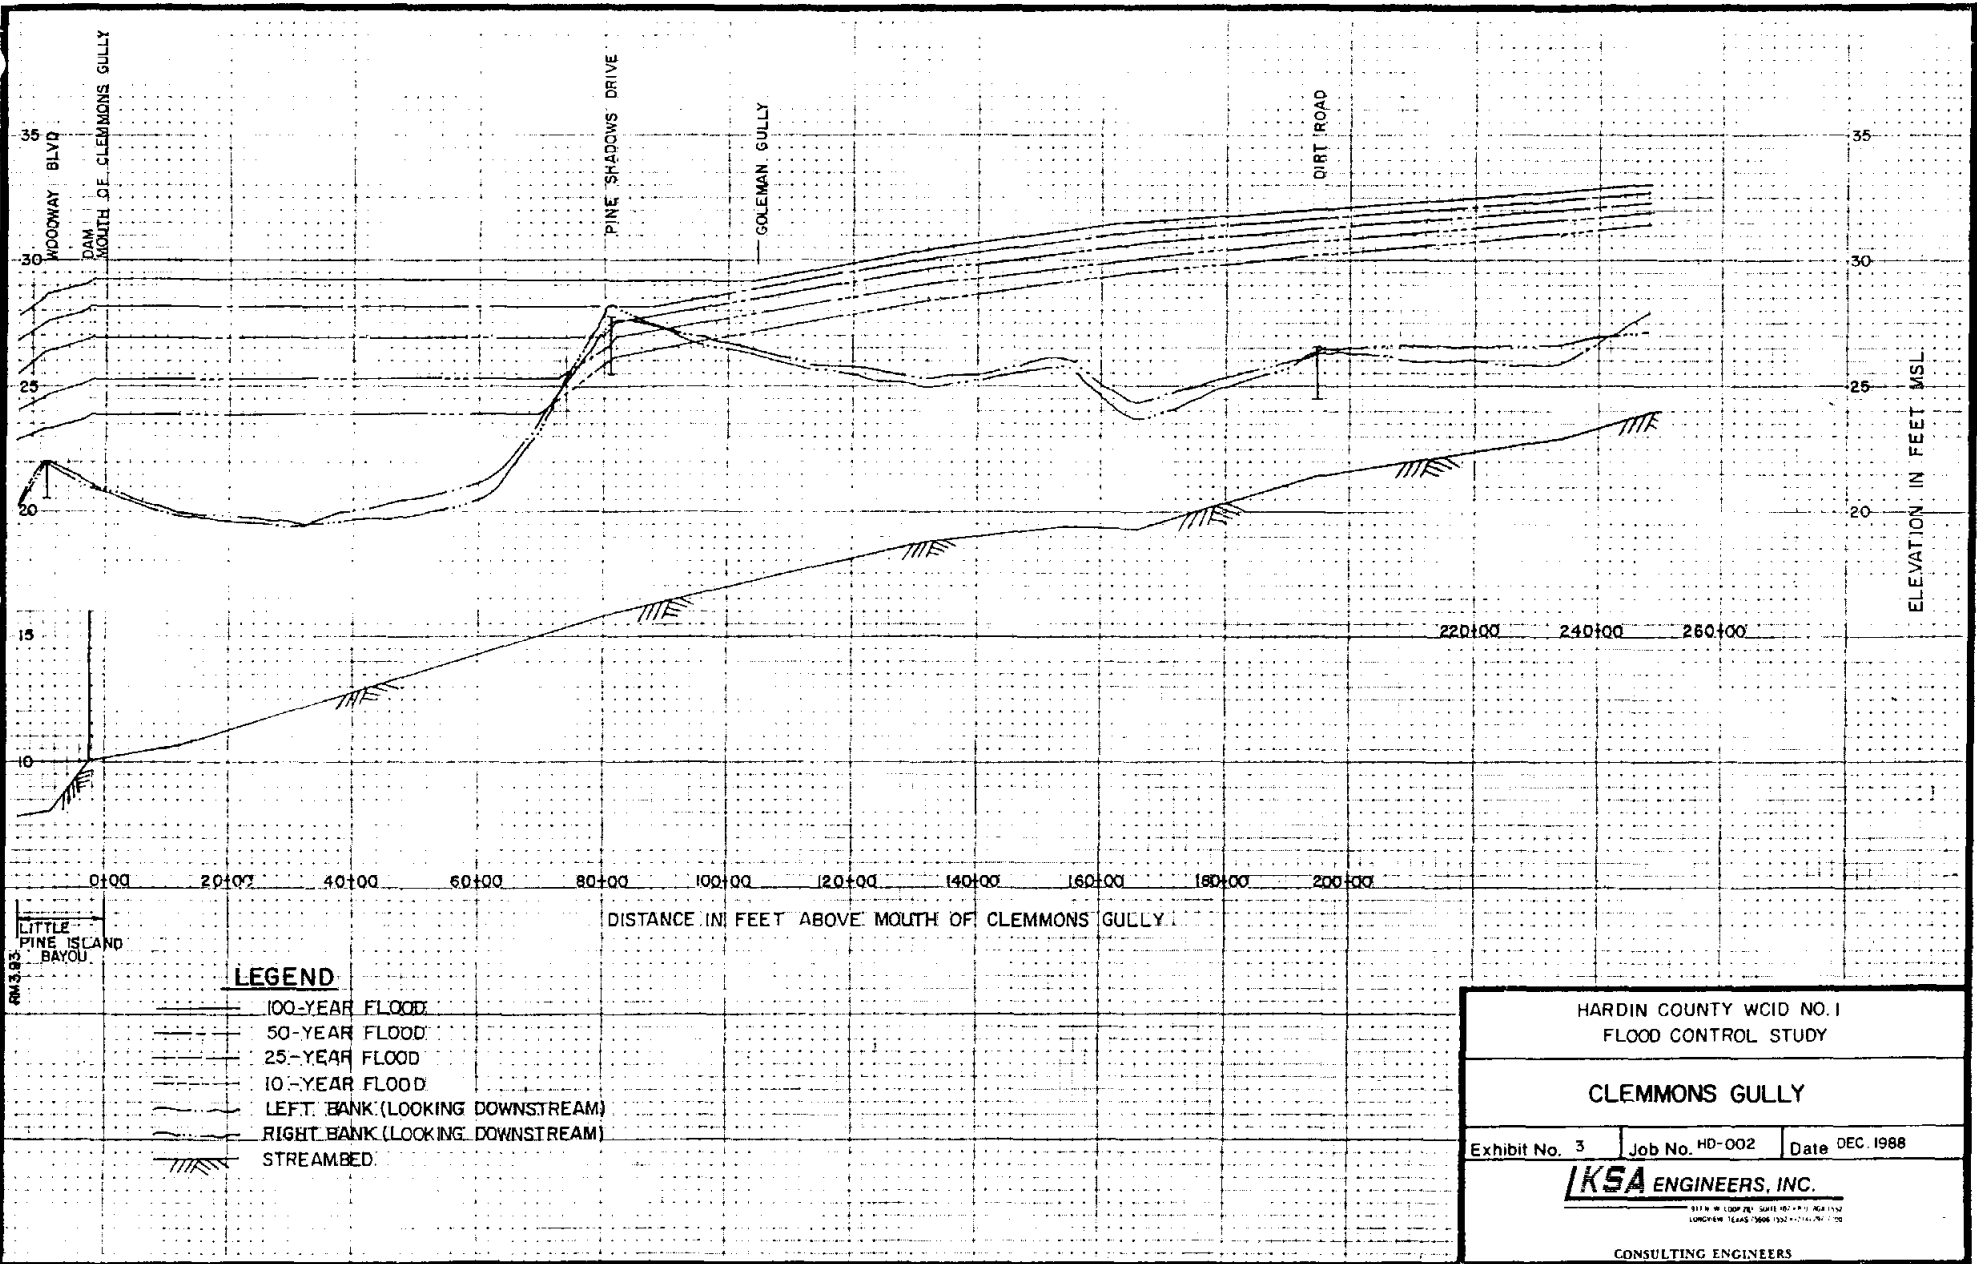 WOODWAY BLVD
DAM
MOUTH OF CLEMMONS GULLY
PINE SHADOWS DRIVE
COLEMAN GULLY
DIRT ROAD
35
30
25
20
15
10
35
30
25
20
ELEVATION IN FEET MSL
220+00 240+00 260+00
0+00 20+00 40+00 60+00 80+00 100+00 120+00 140+00 160+00 180+00 200+00
DISTANCE IN FEET ABOVE MOUTH OF CLEMMONS GULLY
LITTLE
PINE ISLAND
BAYOU
RM 3.93
LEGEND
100-YEAR FLOOD
50-YEAR FLOOD
25-YEAR FLOOD
10-YEAR FLOOD
LEFT BANK (LOOKING DOWNSTREAM)
RIGHT BANK (LOOKING DOWNSTREAM)
STREAMBED
HARDIN COUNTY WCID NO. 1
FLOOD CONTROL STUDY
CLEMMONS GULLY
Exhibit No. 3 Job No. HD-002 Date DEC. 1988
KSA ENGINEERS, INC.
CONSULTING ENGINEERS